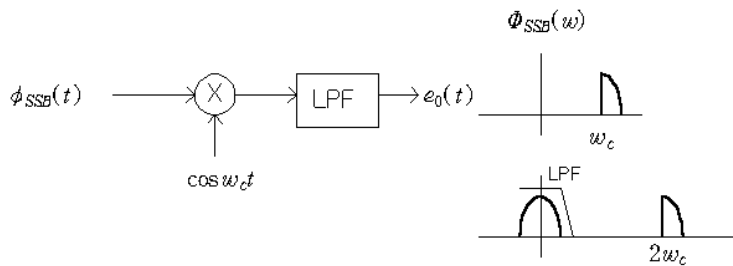 Φ_SSB(w)
ϕ_SSB(t)
X
LPF
e_0(t)
w_c
cos w_c t
LPF
2w_c